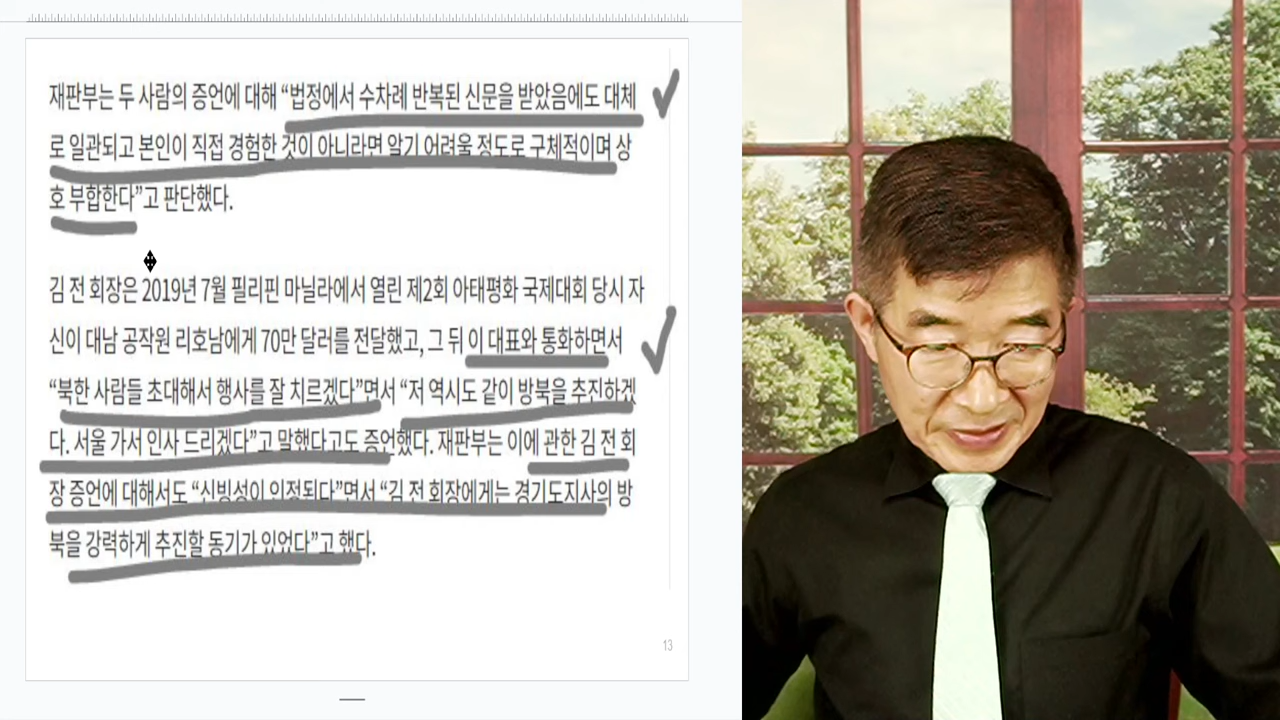 재판부는 두 사람의 증언에 대해 “법정에서 수차례 반복된 신문을 받았음에도 대체
로 일관되고 본인이 직접 경험한 것이 아니라면 알기 어려울 정도로 구체적이며 상
호 부합한다”고 판단했다.
김 전 회장은 2019년 7월 필리핀 마닐라에서 열린 제2회 아태평화 국제대회 당시 자
신이 대남 공작원 리호남에게 70만 달러를 전달했고, 그 뒤 이 대표와 통화하면서
“북한 사람들 초대해서 행사를 잘 치르겠다”면서 “저 역시도 같이 방북을 추진하겠
다. 서울 가서 인사 드리겠다”고 말했다고도 증언했다. 재판부는 이에 관한 김 전 회
장 증언에 대해서도 “신빙성이 인정된다”면서 “김 전 회장에게는 경기도지사의 방
북을 강력하게 추진할 동기가 있었다”고 했다.
13